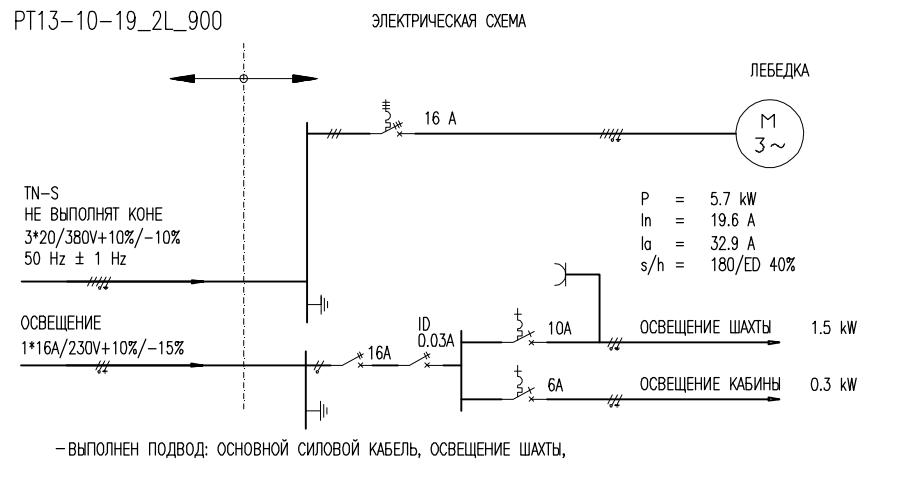 PT13-10-19_2L_900
ЭЛЕКТРИЧЕСКАЯ СХЕМА
ЛЕБЕДКА
16 A
M
3~
TN-S
НЕ ВЫПОЛНЯТ КОНЕ
3*20/380V+10%/-10%
50 Hz ± 1 Hz
P = 5.7 kW
In = 19.6 A
Ia = 32.9 A
s/h = 180/ED 40%
ОСВЕЩЕНИЕ
1*16A/230V+10%/-15%
16A
ID
0.03A
10A
ОСВЕЩЕНИЕ ШАХТЫ 1.5 kW
6A
ОСВЕЩЕНИЕ КАБИНЫ 0.3 kW
-ВЫПОЛНЕН ПОДВОД: ОСНОВНОЙ СИЛОВОЙ КАБЕЛЬ, ОСВЕЩЕНИЕ ШАХТЫ,